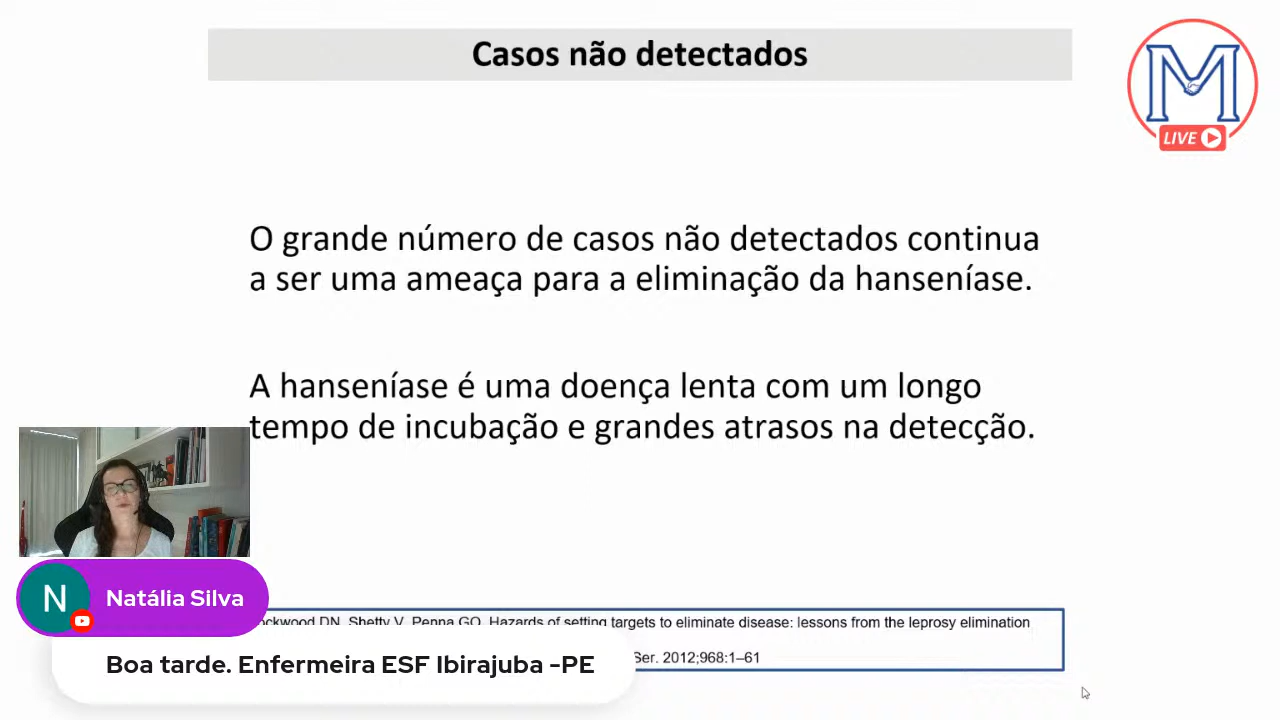 Casos não detectados
M
LIVE
O grande número de casos não detectados continua
a ser uma ameaça para a eliminação da hanseníase.
A hanseníase é uma doença lenta com um longo
tempo de incubação e grandes atrasos na detecção.
N
Natália Silva
DN, Shetty V, Penna GO. Hazards of setting targets to eliminate disease: lessons from the leprosy elimination
Ser. 2012;968:1–61
Boa tarde. Enfermeira ESF Ibirajuba -PE